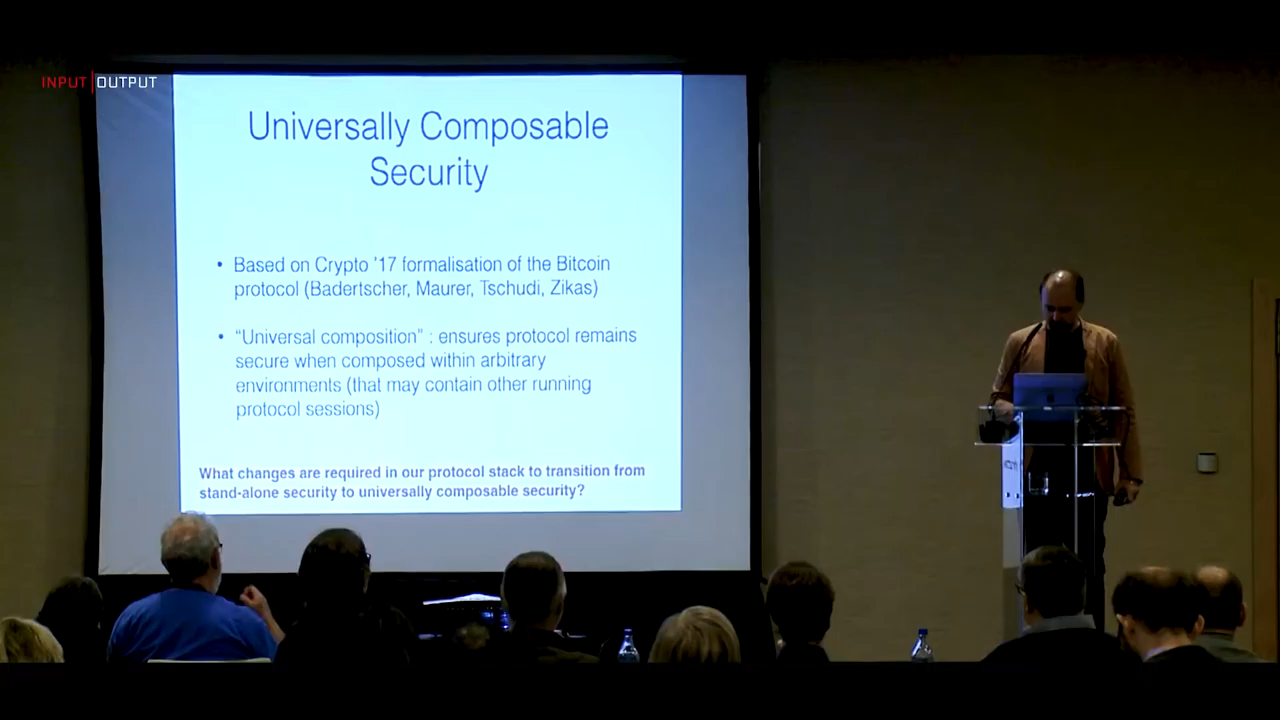 INPUT|OUTPUT
Universally Composable
Security
• Based on Crypto '17 formalisation of the Bitcoin
protocol (Badertscher, Maurer, Tschudi, Zikas)
• “Universal composition” : ensures protocol remains
secure when composed within arbitrary
environments (that may contain other running
protocol sessions)
What changes are required in our protocol stack to transition from
stand-alone security to universally composable security?